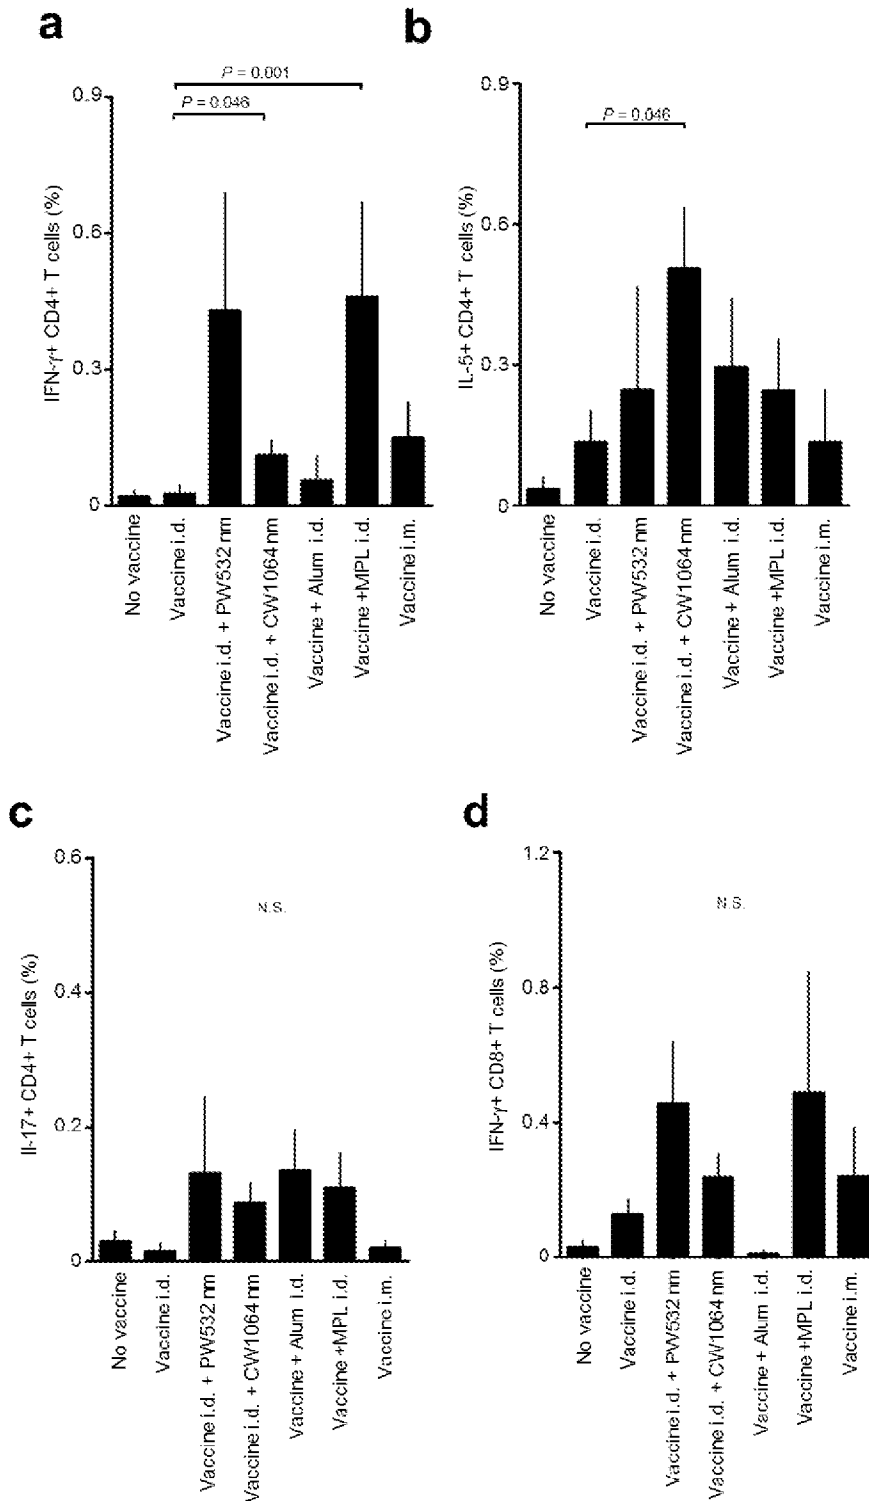 a
P = 0.001
P = 0.046
0.9
0.6
0.3
0
IFN-γ+ CD4+ T cells (%)
No vaccine
Vaccine i.d.
Vaccine i.d. + PW532 nm
Vaccine i.d. + CW1064 nm
Vaccine + Alum i.d.
Vaccine +MPL i.d.
Vaccine i.m.
b
P = 0.046
0.9
0.6
0.3
0
IL-5+ CD4+ T cells (%)
No vaccine
Vaccine i.d.
Vaccine i.d. + PW532 nm
Vaccine i.d. + CW1064 nm
Vaccine + Alum i.d.
Vaccine +MPL i.d.
Vaccine i.m.
c
N.S.
0.6
0.4
0.2
0
Il-17+ CD4+ T cells (%)
No vaccine
Vaccine i.d.
Vaccine i.d. + PW532 nm
Vaccine i.d. + CW1064 nm
Vaccine + Alum i.d.
Vaccine +MPL i.d.
Vaccine i.m.
d
N.S.
1.2
0.8
0.4
0
IFN-γ+ CD8+ T cells (%)
No vaccine
Vaccine i.d.
Vaccine i.d. + PW532 nm
Vaccine i.d. + CW1064 nm
Vaccine + Alum i.d.
Vaccine +MPL i.d.
Vaccine i.m.